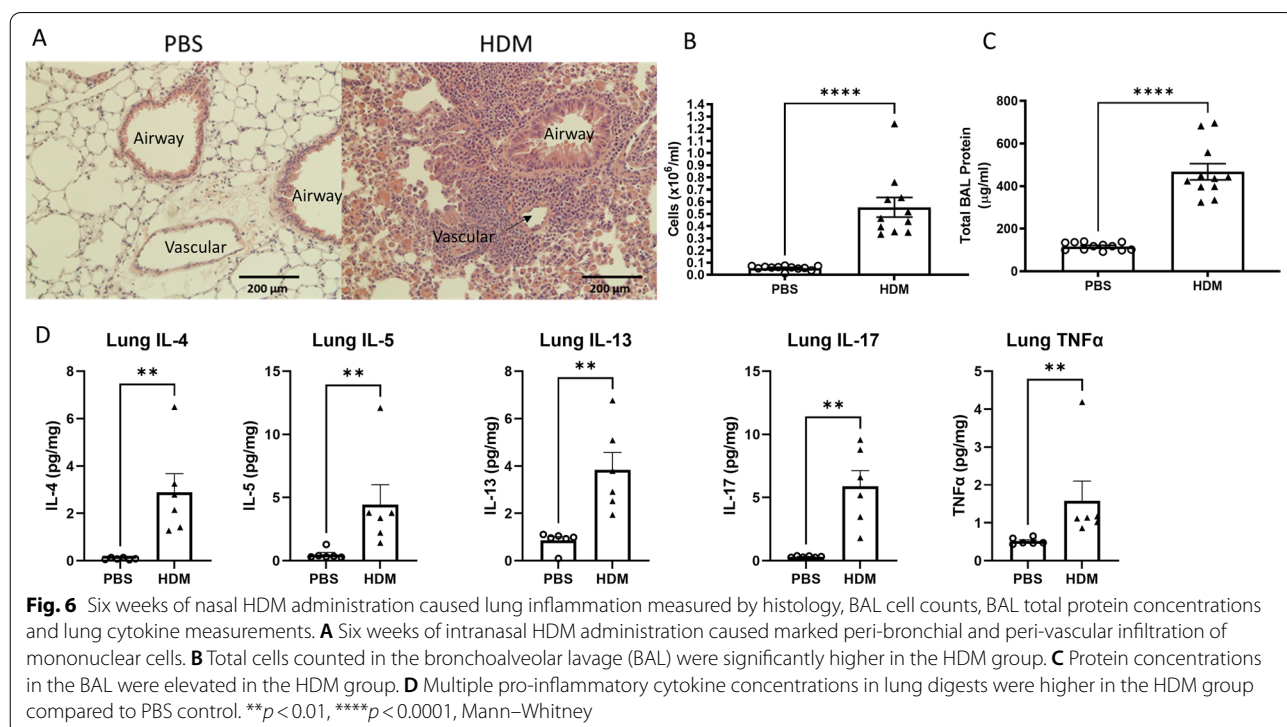 A
PBS
HDM
Airway
Airway
Vascular
200 µm
Airway
Vascular
200 µm
B
****
Cells (x10⁶/ml)
1.4
1.3
1.2
1.1
1.0
0.9
0.8
0.7
0.6
0.5
0.4
0.3
0.2
0.1
0.0
PBS
HDM
C
****
Total BAL Protein
(µg/ml)
800
600
400
200
0
PBS
HDM
D
Lung IL-4
**
IL-4 (pg/mg)
8
6
4
2
0
PBS
HDM
Lung IL-5
**
IL-5 (pg/mg)
15
10
5
0
PBS
HDM
Lung IL-13
**
IL-13 (pg/mg)
8
6
4
2
0
PBS
HDM
Lung IL-17
**
IL-17 (pg/mg)
15
10
5
0
PBS
HDM
Lung TNFα
**
TNFα (pg/mg)
5
4
3
2
1
0
PBS
HDM
Fig. 6 Six weeks of nasal HDM administration caused lung inflammation measured by histology, BAL cell counts, BAL total protein concentrations
and lung cytokine measurements. A Six weeks of intranasal HDM administration caused marked peri-bronchial and peri-vascular infiltration of
mononuclear cells. B Total cells counted in the bronchoalveolar lavage (BAL) were significantly higher in the HDM group. C Protein concentrations
in the BAL were elevated in the HDM group. D Multiple pro-inflammatory cytokine concentrations in lung digests were higher in the HDM group
compared to PBS control. **p < 0.01, ****p < 0.0001, Mann–Whitney